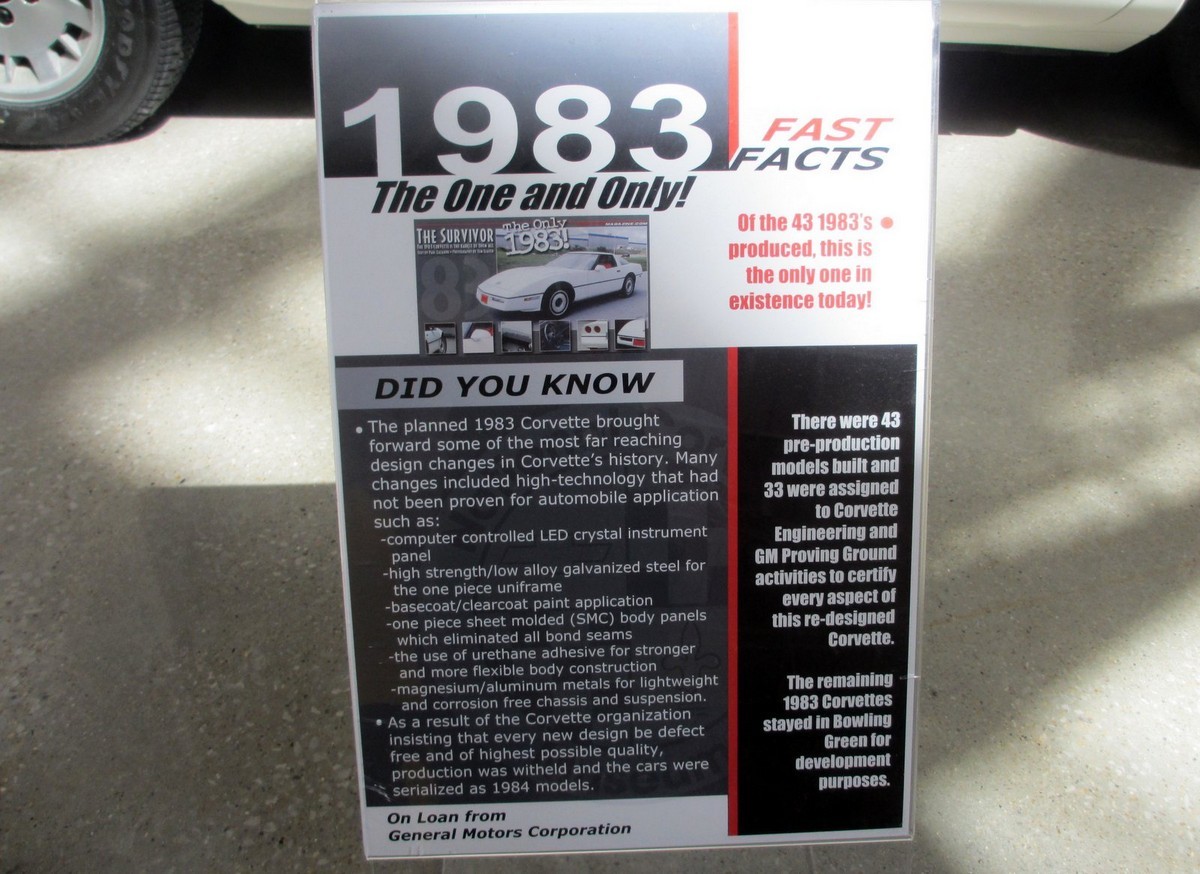 1983
The One and Only!
FAST
FACTS
THE SURVIVOR
The Only
1983!
83
Of the 43 1983's •
produced, this is
the only one in
existence today!
DID YOU KNOW
• The planned 1983 Corvette brought
forward some of the most far reaching
design changes in Corvette's history. Many
changes included high-technology that had
not been proven for automobile application
such as:
-computer controlled LED crystal instrument
panel
-high strength/low alloy galvanized steel for
the one piece uniframe
-basecoat/clearcoat paint application
-one piece sheet molded (SMC) body panels
which eliminated all bond seams
-the use of urethane adhesive for stronger
and more flexible body construction
-magnesium/aluminum metals for lightweight
and corrosion free chassis and suspension.
• As a result of the Corvette organization
insisting that every new design be defect
free and of highest possible quality,
production was witheld and the cars were
serialized as 1984 models.
There were 43
pre-production
models built and
33 were assigned
to Corvette
Engineering and
GM Proving Ground
activities to certify
every aspect of
this re-designed
Corvette.
The remaining
1983 Corvettes
stayed in Bowling
Green for
development
purposes.
On Loan from
General Motors Corporation